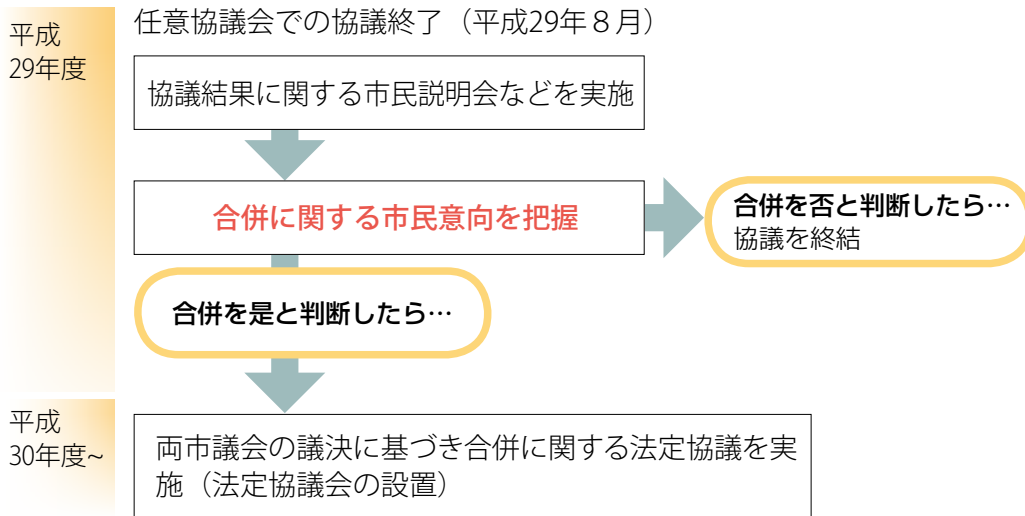 平成
29年度
任意協議会での協議終了（平成29年８月）
協議結果に関する市民説明会などを実施
合併に関する市民意向を把握
合併を否と判断したら…
協議を終結
合併を是と判断したら…
平成
30年度~
両市議会の議決に基づき合併に関する法定協議を実
施（法定協議会の設置）